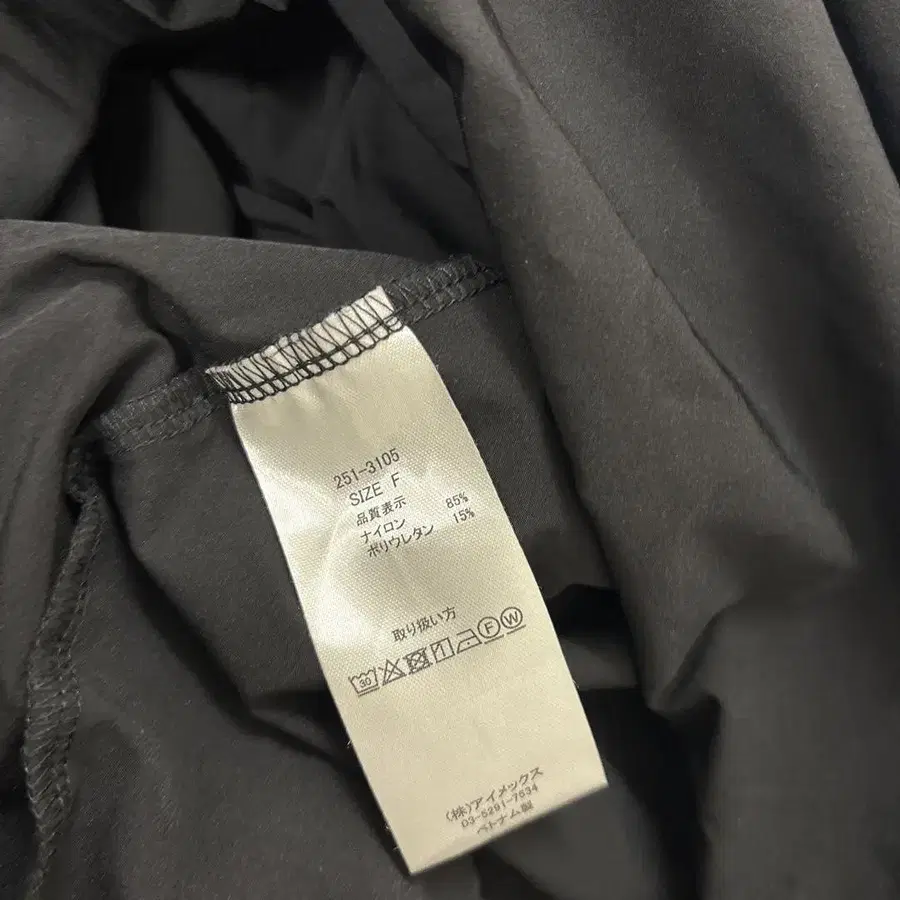 251-3105
SIZE F
品質表示
ナイロン 85%
ポリウレタン 15%
取り扱い方
30 F W
(株)アイメックス
03-5291-7634
ベトナム製